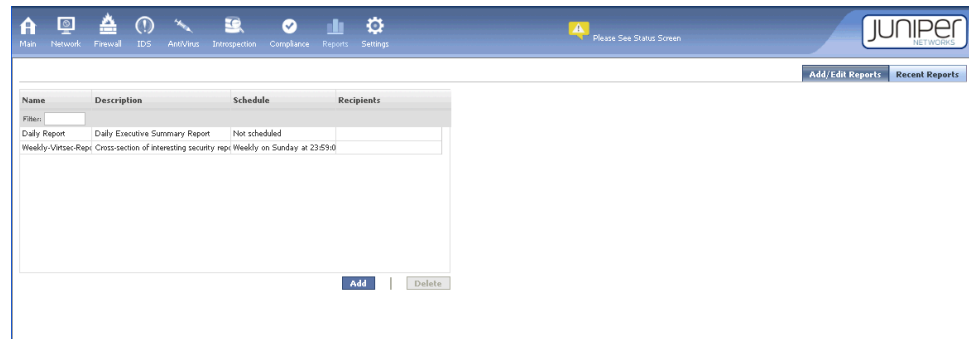 Main Network Firewall IDS AntiVirus Introspection Compliance Reports Settings
Please See Status Screen
JUNIPER
NETWORKS
Add/Edit Reports Recent Reports
Name Description Schedule Recipients
Filter:
Daily Report Daily Executive Summary Report Not scheduled
Weekly-Virtsec-Repo Cross-section of interesting security repo Weekly on Sunday at 23:59:0
Add | Delete